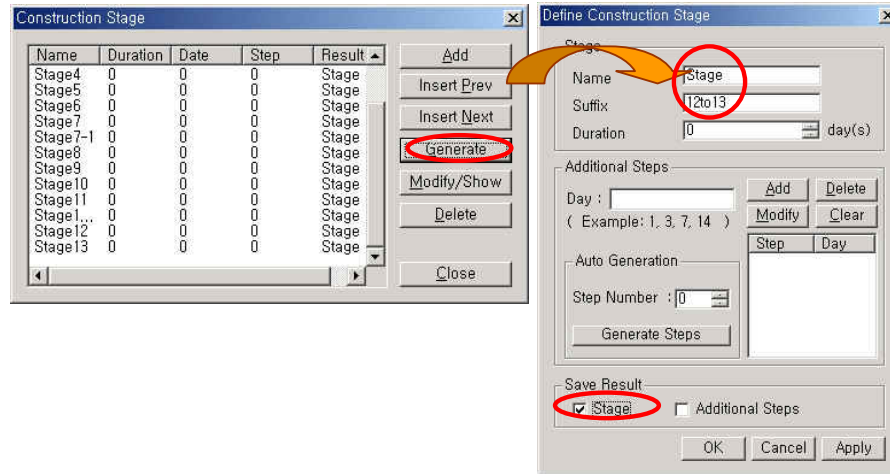 Construction Stage
Name Duration Date Step Result
Stage4 0 0 0 Stage
Stage5 0 0 0 Stage
Stage6 0 0 0 Stage
Stage7 0 0 0 Stage
Stage7-1 0 0 0 Stage
Stage8 0 0 0 Stage
Stage9 0 0 0 Stage
Stage10 0 0 0 Stage
Stage11 0 0 0 Stage
Stage1... 0 0 0 Stage
Stage12 0 0 0 Stage
Stage13 0 0 0 Stage
Add
Insert Prev
Insert Next
Generate
Modify/Show
Delete
Close
Define Construction Stage
Stage
Name Stage
Suffix 12to13
Duration 0 day(s)
Additional Steps
Day :
( Example: 1, 3, 7, 14 )
Add Delete
Modify Clear
Step Day
Auto Generation
Step Number : 0
Generate Steps
Save Result
Stage Additional Steps
OK Cancel Apply